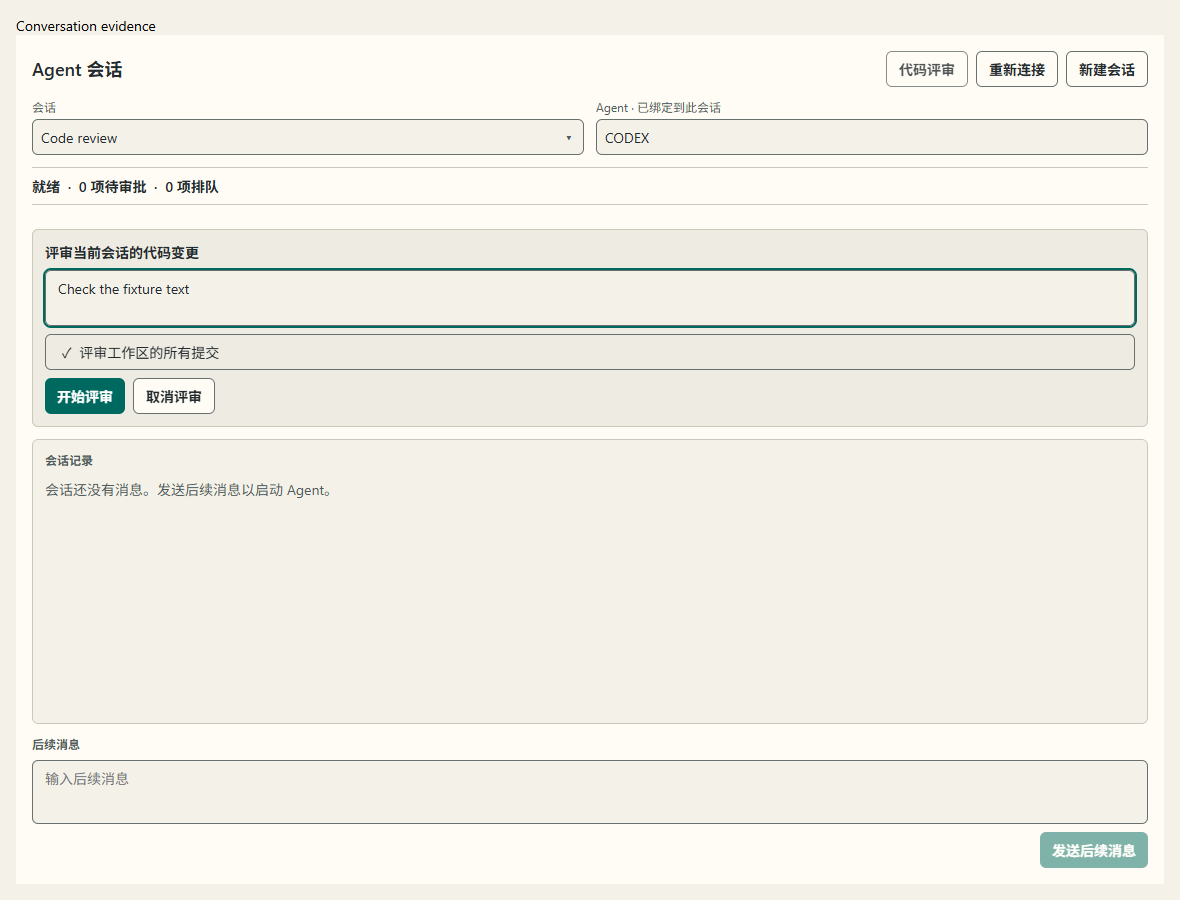 Conversation evidence
Agent 会话
代码评审 重新连接 新建会话
会话
Agent · 已绑定到此会话
Code review
CODEX
就绪 · 0 项待审批 · 0 项排队
评审当前会话的代码变更
Check the fixture text
✓ 评审工作区的所有提交
开始评审 取消评审
会话记录
会话还没有消息。发送后续消息以启动 Agent。
后续消息
输入后续消息
发送后续消息